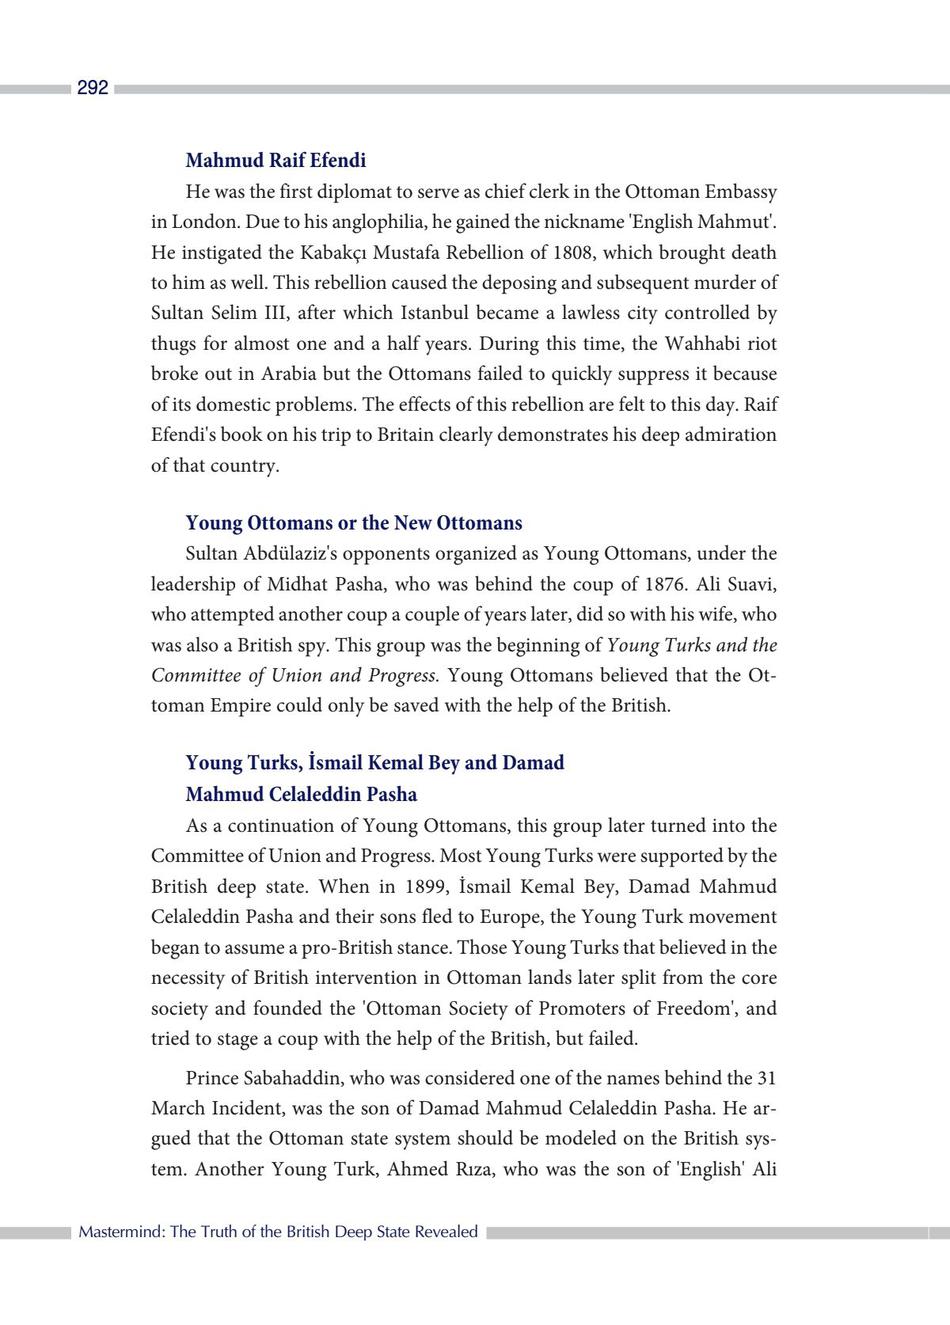 292
Mahmud Raif Efendi
He was the first diplomat to serve as chief clerk in the Ottoman Embassy
in London. Due to his anglophilia, he gained the nickname 'English Mahmut'.
He instigated the Kabakçı Mustafa Rebellion of 1808, which brought death
to him as well. This rebellion caused the deposing and subsequent murder of
Sultan Selim III, after which Istanbul became a lawless city controlled by
thugs for almost one and a half years. During this time, the Wahhabi riot
broke out in Arabia but the Ottomans failed to quickly suppress it because
of its domestic problems. The effects of this rebellion are felt to this day. Raif
Efendi's book on his trip to Britain clearly demonstrates his deep admiration
of that country.
Young Ottomans or the New Ottomans
Sultan Abdülaziz's opponents organized as Young Ottomans, under the
leadership of Midhat Pasha, who was behind the coup of 1876. Ali Suavi,
who attempted another coup a couple of years later, did so with his wife, who
was also a British spy. This group was the beginning of Young Turks and the
Committee of Union and Progress. Young Ottomans believed that the Ot-
toman Empire could only be saved with the help of the British.
Young Turks, İsmail Kemal Bey and Damad
Mahmud Celaleddin Pasha
As a continuation of Young Ottomans, this group later turned into the
Committee of Union and Progress. Most Young Turks were supported by the
British deep state. When in 1899, İsmail Kemal Bey, Damad Mahmud
Celaleddin Pasha and their sons fled to Europe, the Young Turk movement
began to assume a pro-British stance. Those Young Turks that believed in the
necessity of British intervention in Ottoman lands later split from the core
society and founded the 'Ottoman Society of Promoters of Freedom', and
tried to stage a coup with the help of the British, but failed.
Prince Sabahaddin, who was considered one of the names behind the 31
March Incident, was the son of Damad Mahmud Celaleddin Pasha. He ar-
gued that the Ottoman state system should be modeled on the British sys-
tem. Another Young Turk, Ahmed Rıza, who was the son of 'English' Ali
Mastermind: The Truth of the British Deep State Revealed